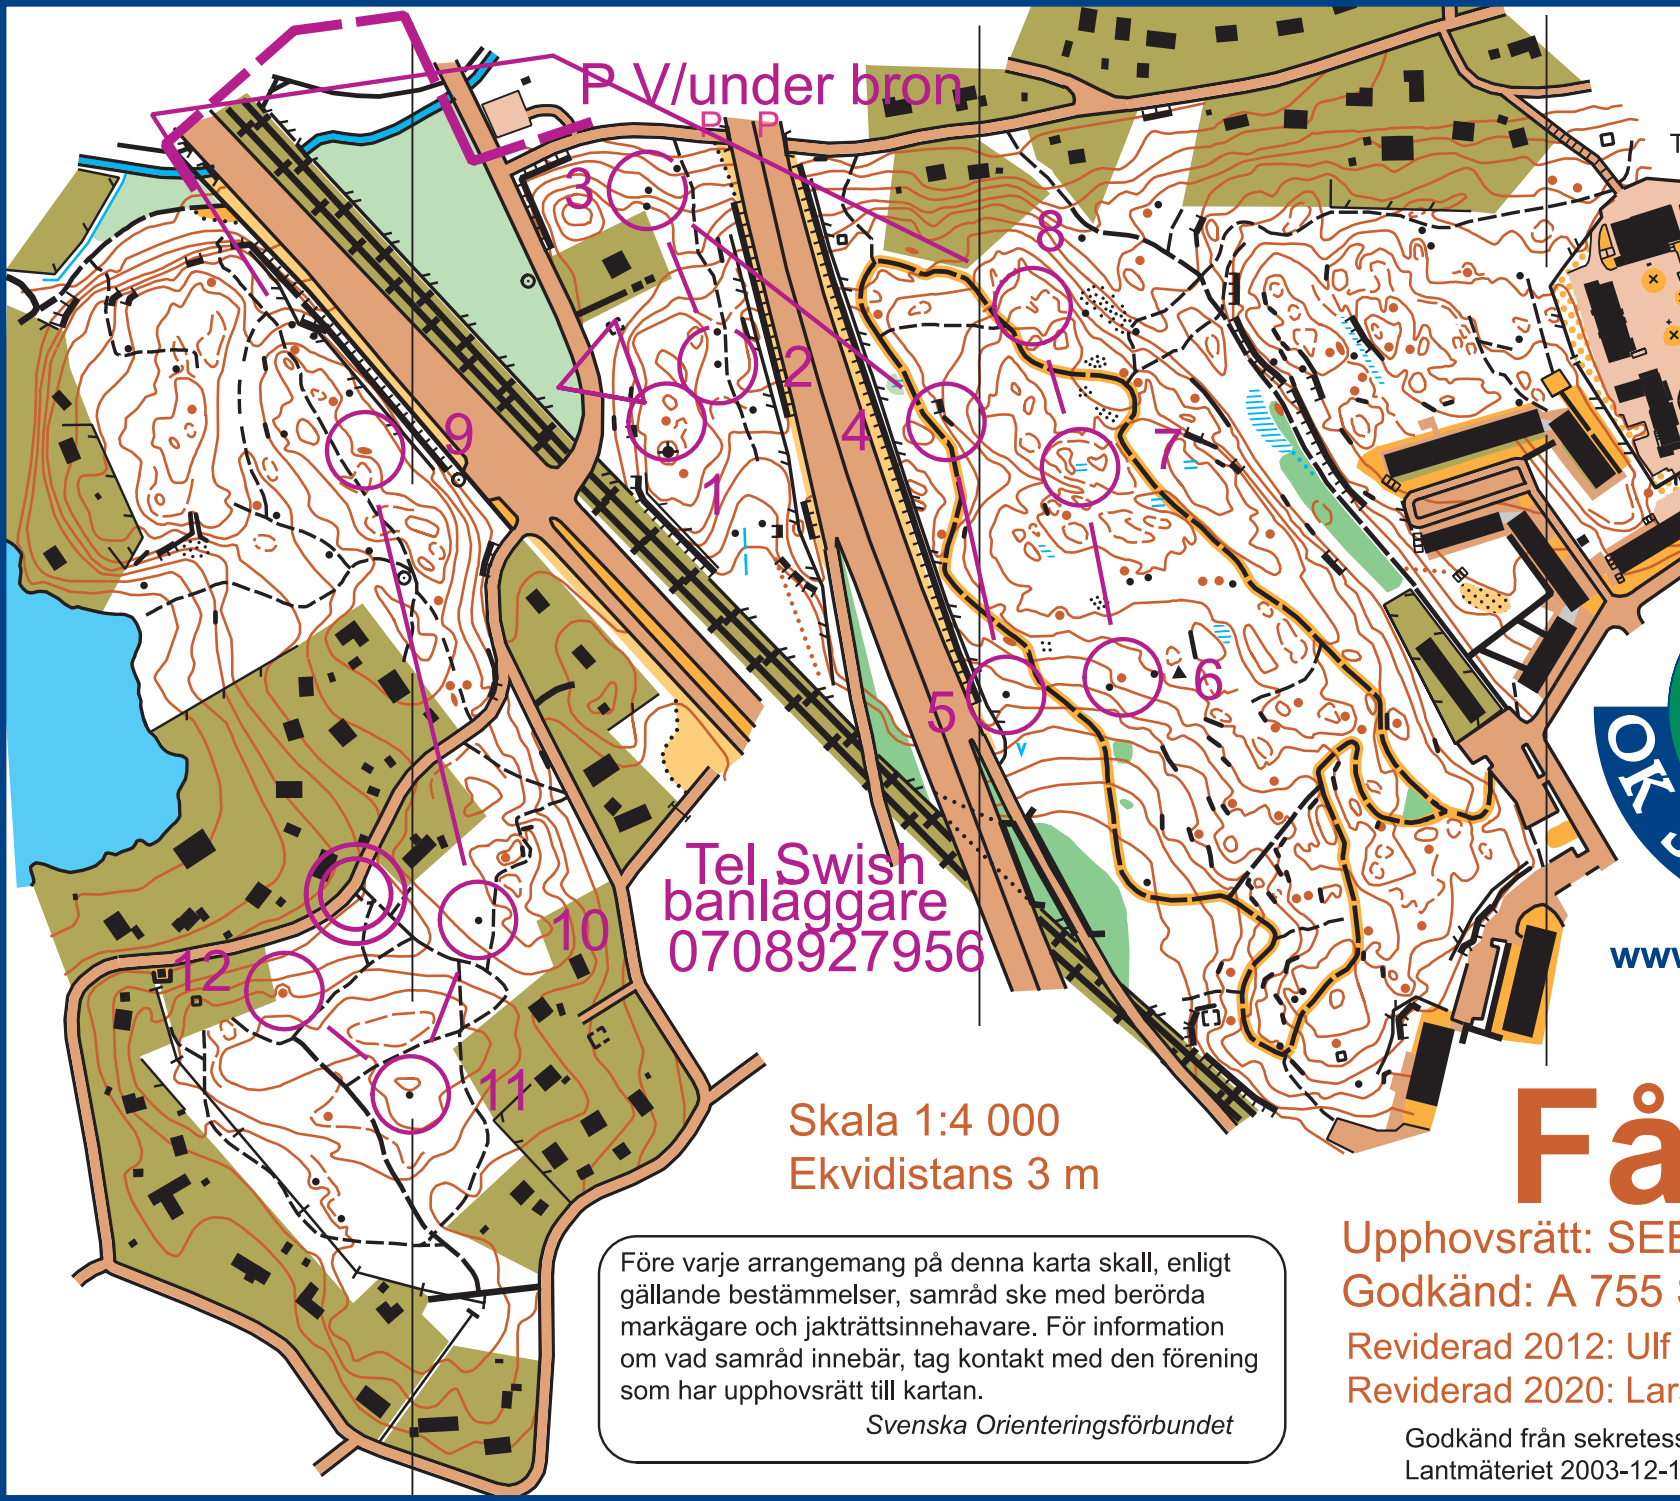 P V/under bron
P P
T
3
8
2
9
4
7
1
6
5
OK
Tel Swish
banläggare
0708927956
10
12
11
www
Skala 1:4 000
Ekvidistans 3 m
Få
Upphovsrätt: SEE
Godkänd: A 755
Reviderad 2012: Ulf
Reviderad 2020: Lar
Godkänd från sekretess
Lantmäteriet 2003-12-1
Före varje arrangemang på denna karta skall, enligt
gällande bestämmelser, samråd ske med berörda
markägare och jakträttsinnehavare. För information
om vad samråd innebär, tag kontakt med den förening
som har upphovsrätt till kartan.
Svenska Orienteringsförbundet